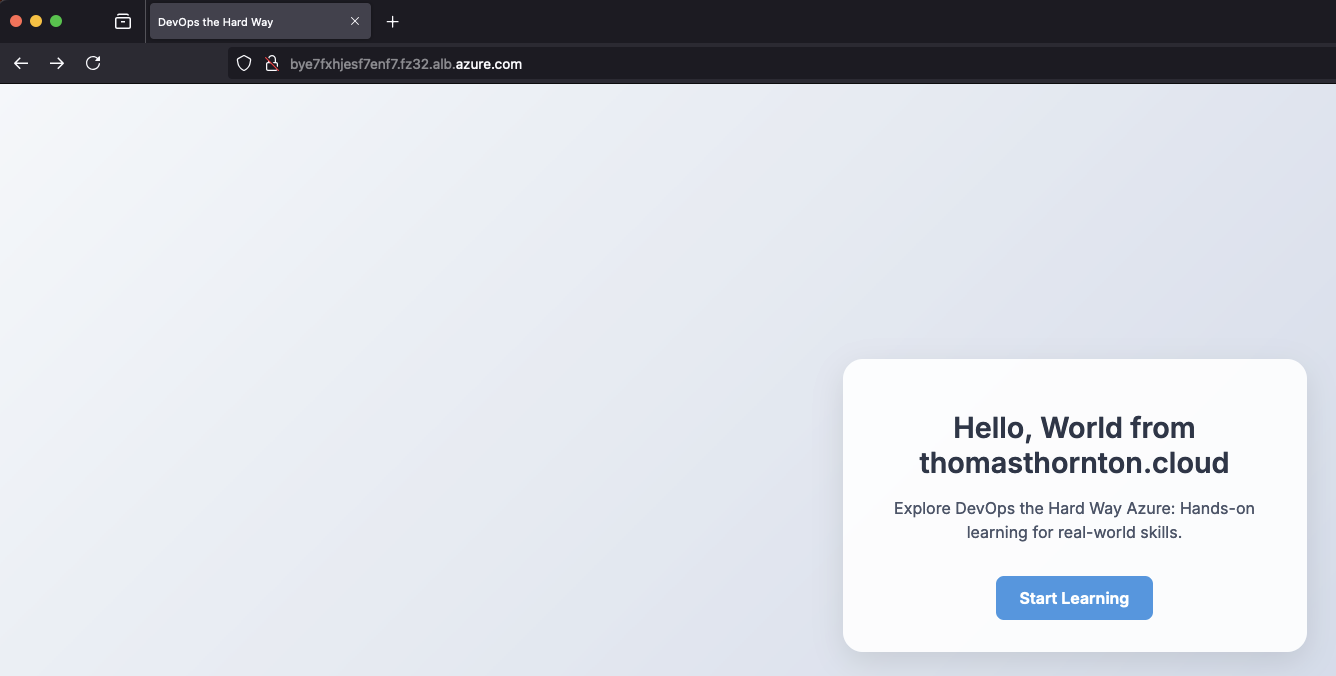 DevOps the Hard Way
bye7fxhjesf7enf7.fz32.alb.azure.com
Hello, World from
thomasthornton.cloud
Explore DevOps the Hard Way Azure: Hands-on
learning for real-world skills.
Start Learning